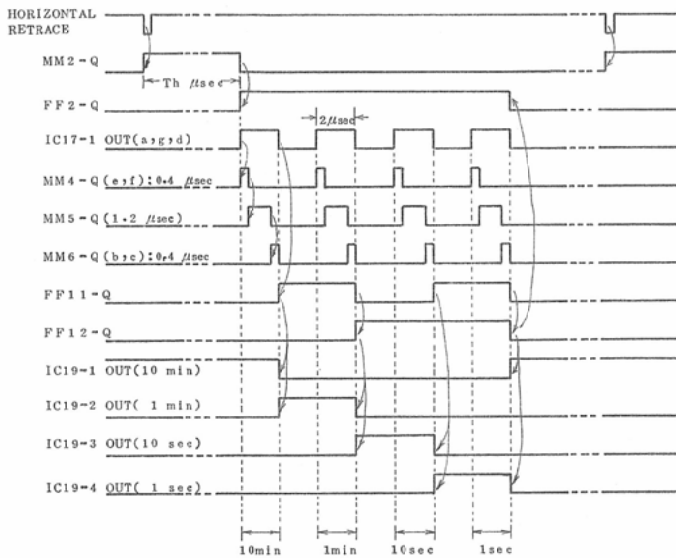 HORIZONTAL
RETRACE
MM2-Q
Th μsec
FF2-Q
2μsec
IC17-1 OUT(a,g,d)
MM4-Q(e,f):0.4 μsec
MM5-Q(1.2 μsec)
MM6-Q(b,c):0.4 μsec
FF11-Q
FF12-Q
IC19-1 OUT(10 min)
IC19-2 OUT( 1 min)
IC19-3 OUT(10 sec)
IC19-4 OUT( 1 sec)
10min 1min 10sec 1sec